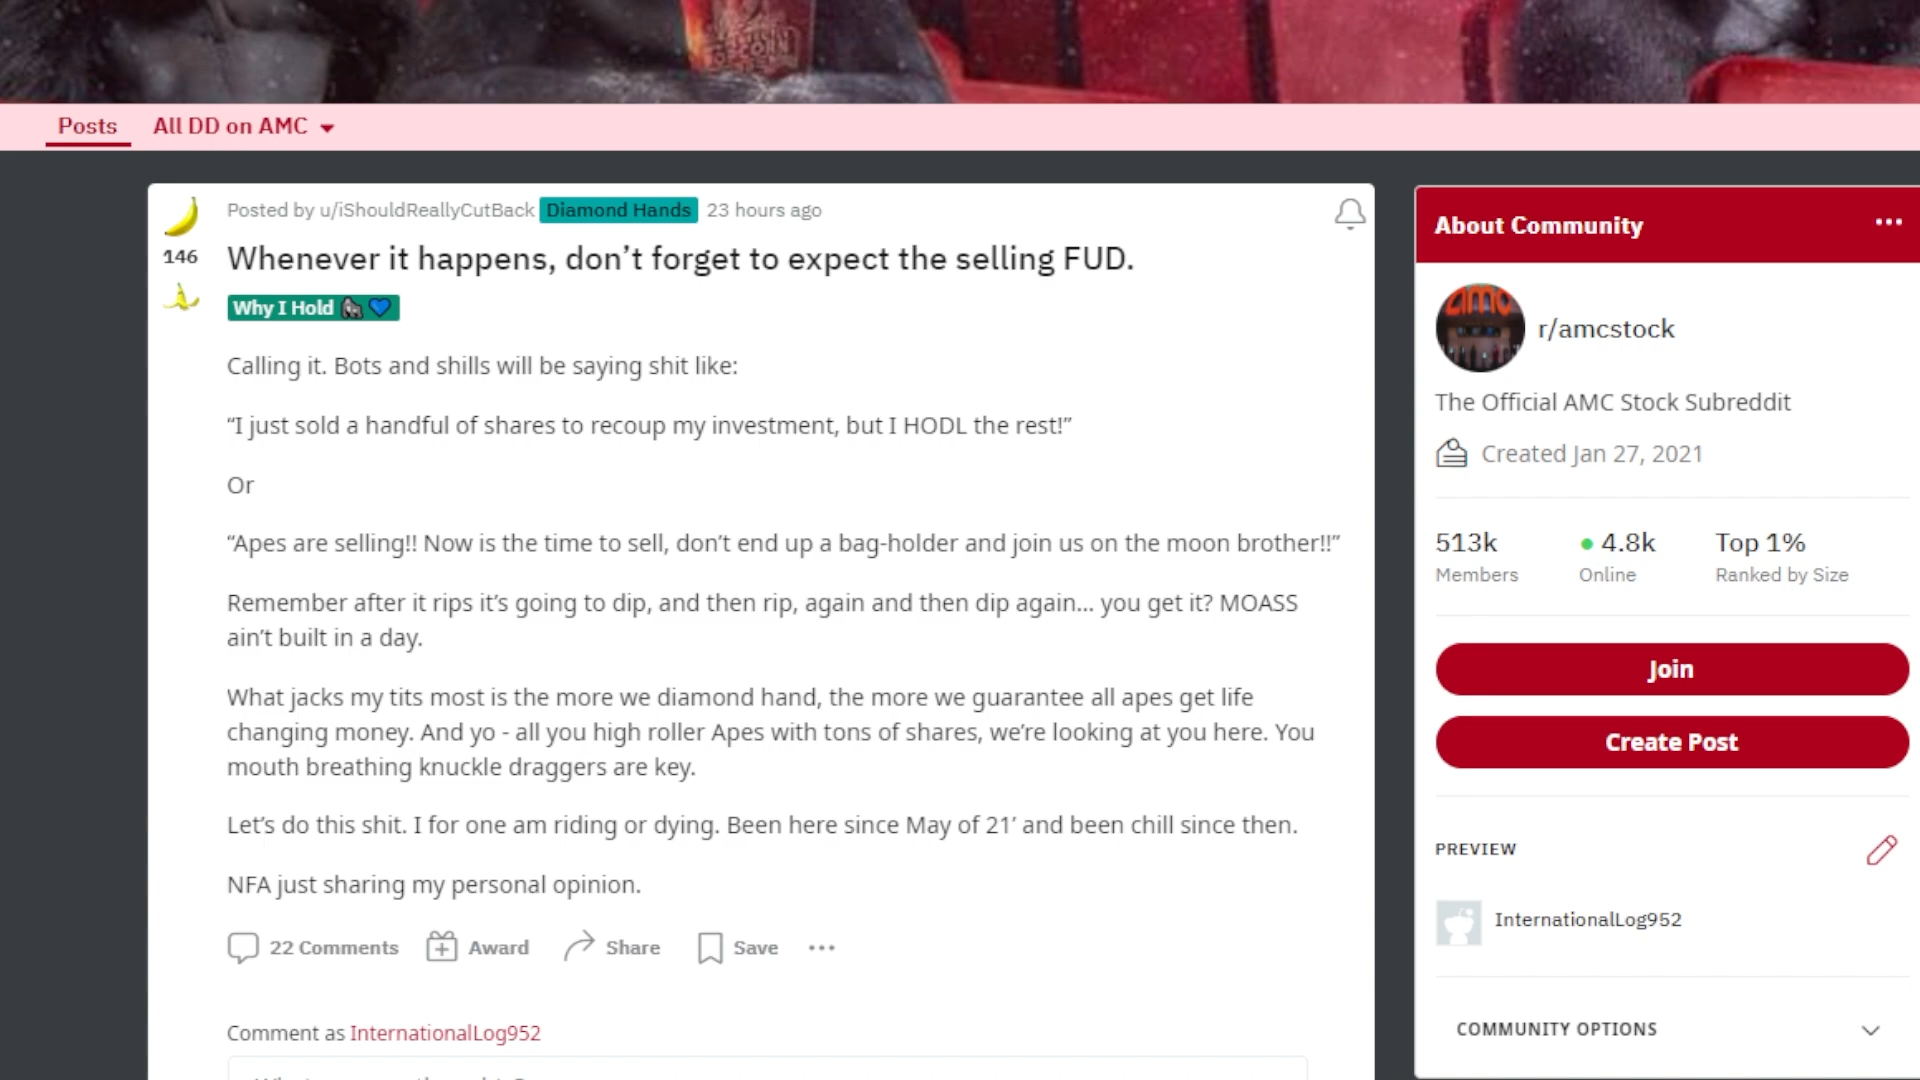 Posts All DD on AMC
Posted by u/iShouldReallyCutBack Diamond Hands 23 hours ago
146
Whenever it happens, don’t forget to expect the selling FUD.
Why I Hold 🦍💙
Calling it. Bots and shills will be saying shit like:
“I just sold a handful of shares to recoup my investment, but I HODL the rest!”
Or
“Apes are selling!! Now is the time to sell, don’t end up a bag-holder and join us on the moon brother!!”
Remember after it rips it’s going to dip, and then rip, again and then dip again... you get it? MOASS
ain’t built in a day.
What jacks my tits most is the more we diamond hand, the more we guarantee all apes get life
changing money. And yo - all you high roller Apes with tons of shares, we’re looking at you here. You
mouth breathing knuckle draggers are key.
Let’s do this shit. I for one am riding or dying. Been here since May of 21’ and been chill since then.
NFA just sharing my personal opinion.
22 Comments Award Share Save ...
Comment as InternationalLog952
About Community ...
amc
r/amcstock
The Official AMC Stock Subreddit
Created Jan 27, 2021
513k 4.8k Top 1%
Members Online Ranked by Size
Join
Create Post
PREVIEW
InternationalLog952
COMMUNITY OPTIONS